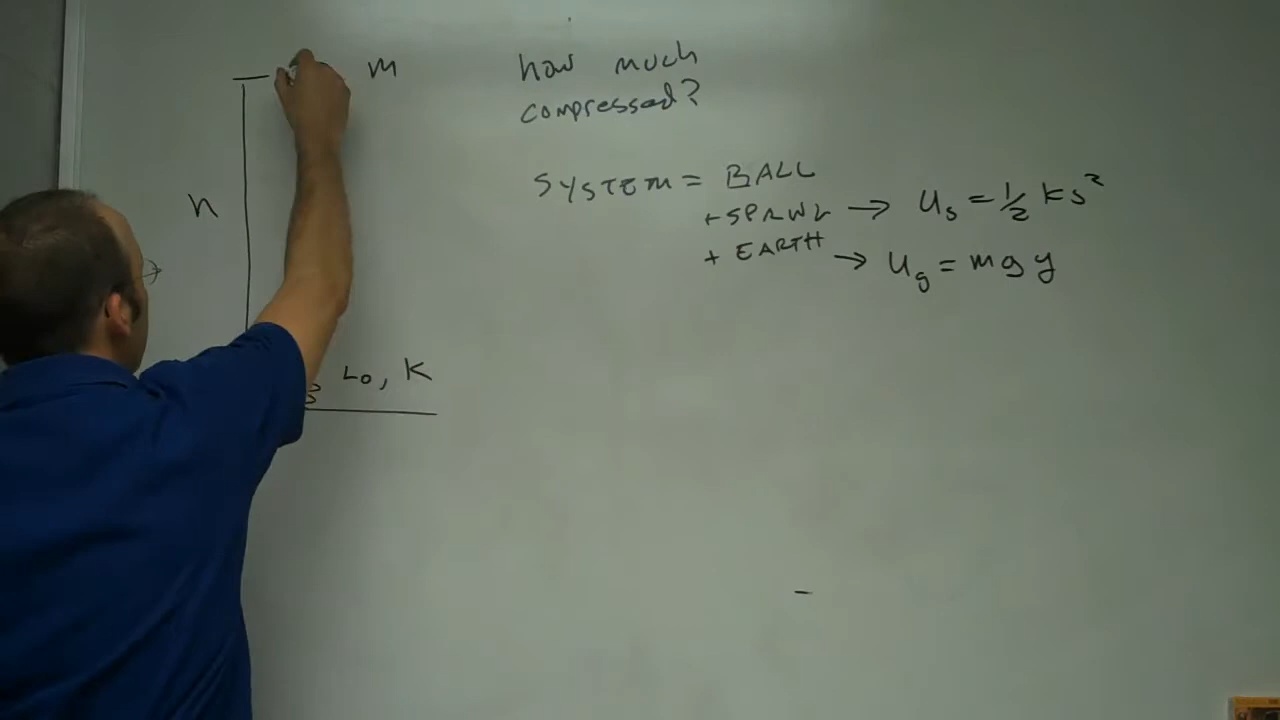 m
how much
compressed?
h
SYSTEM = BALL
+ SPRING → Us = ½ ks²
+ EARTH → Ug = mgy
L₀, K